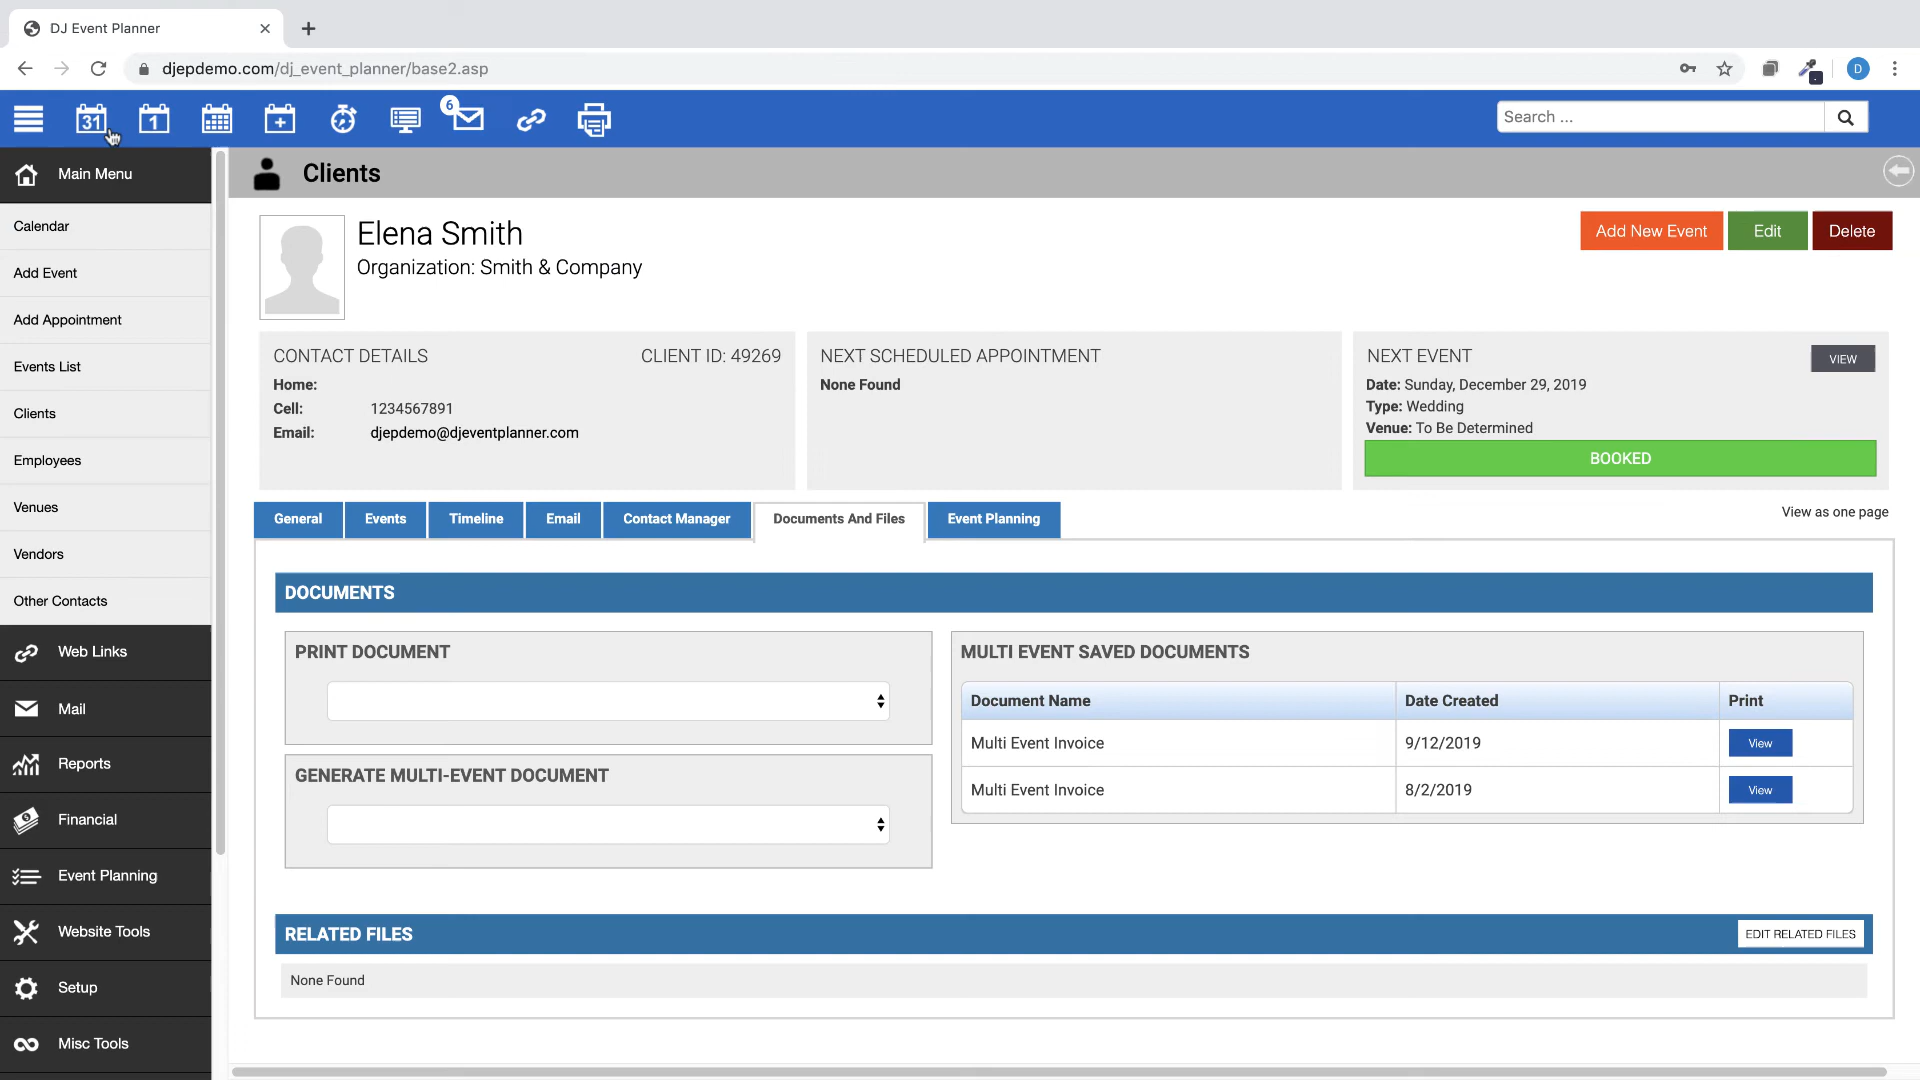 DJ Event Planner
djepdemo.com/dj_event_planner/base2.asp
D
31
1
6
Search ...
Main Menu
Calendar
Add Event
Add Appointment
Events List
Clients
Employees
Venues
Vendors
Other Contacts
Web Links
Mail
Reports
Financial
Event Planning
Website Tools
Setup
Misc Tools
Clients
Elena Smith
Organization: Smith & Company
Add New Event
Edit
Delete
CONTACT DETAILS
CLIENT ID: 49269
Home:
Cell: 1234567891
Email: djepdemo@djeventplanner.com
NEXT SCHEDULED APPOINTMENT
None Found
NEXT EVENT
VIEW
Date: Sunday, December 29, 2019
Type: Wedding
Venue: To Be Determined
BOOKED
General
Events
Timeline
Email
Contact Manager
Documents And Files
Event Planning
View as one page
DOCUMENTS
PRINT DOCUMENT
GENERATE MULTI-EVENT DOCUMENT
MULTI EVENT SAVED DOCUMENTS
Document Name Date Created Print
Multi Event Invoice 9/12/2019 View
Multi Event Invoice 8/2/2019 View
RELATED FILES
EDIT RELATED FILES
None Found